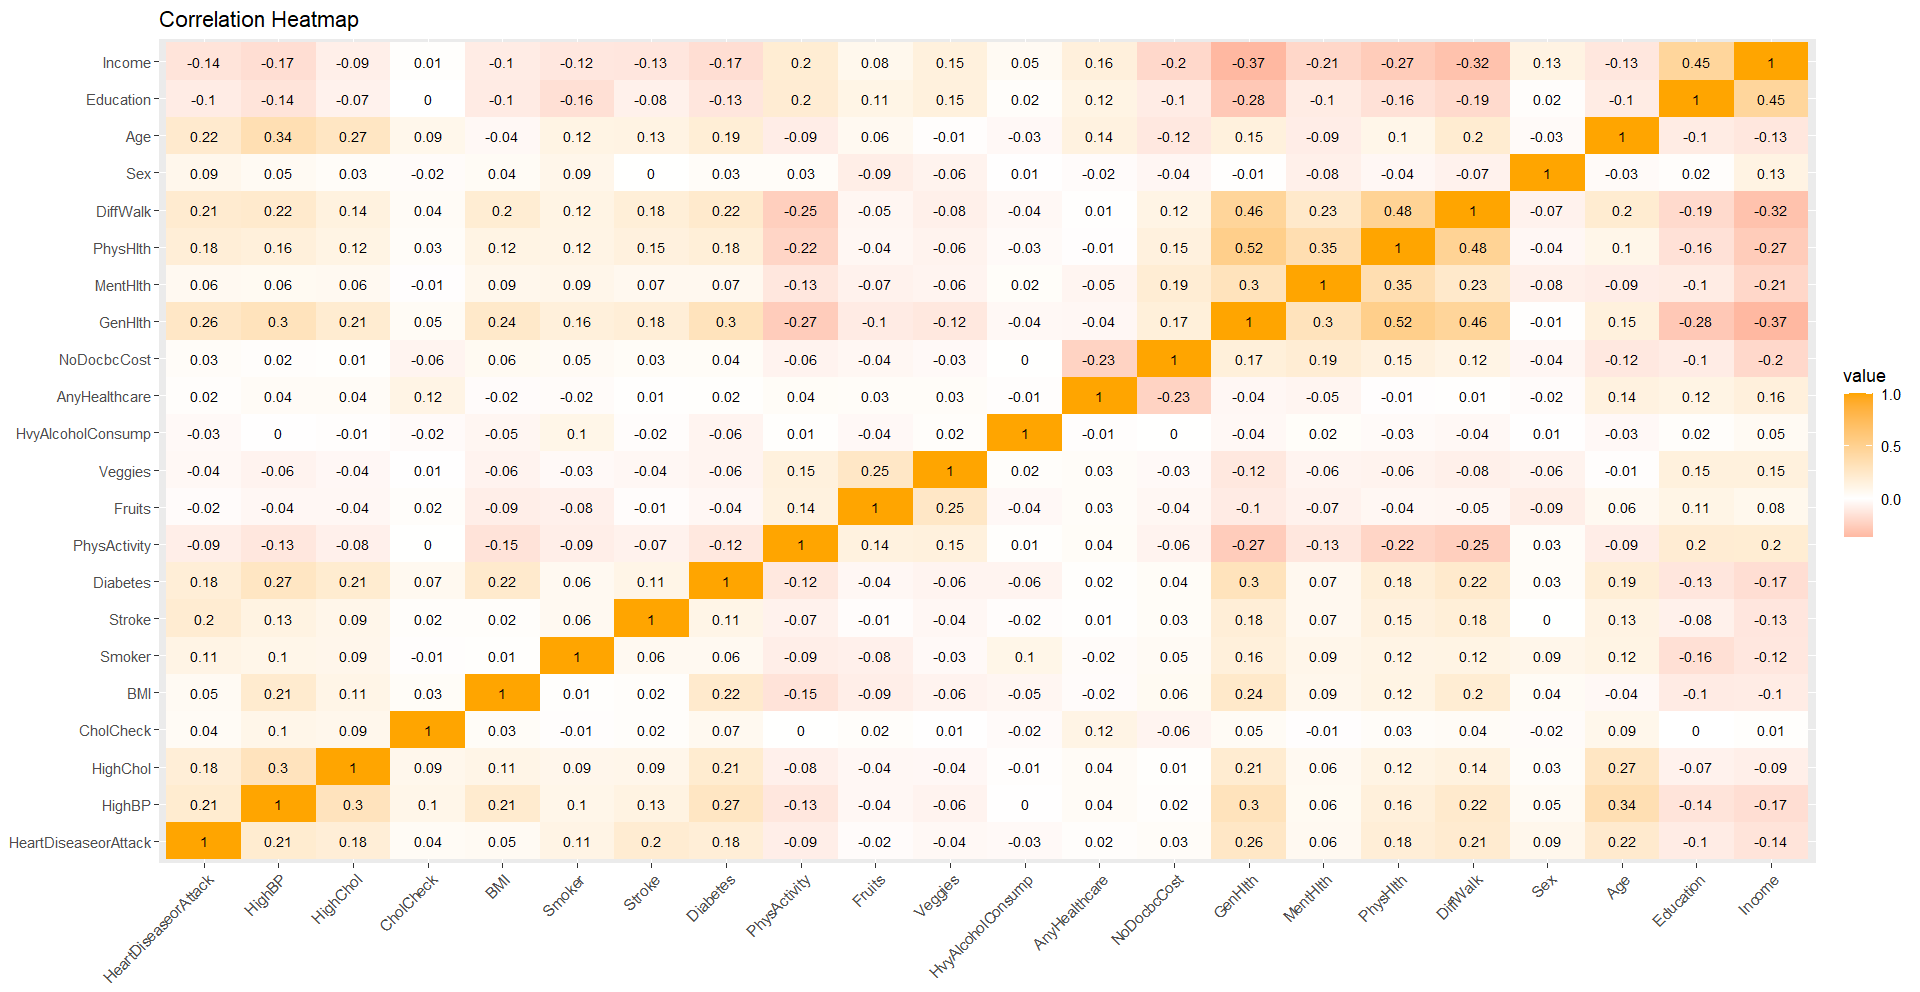 Correlation Heatmap
Income -0.14 -0.17 -0.09 0.01 -0.1 -0.12 -0.13 -0.17 0.2 0.08 0.15 0.05 0.16 -0.2 -0.37 -0.21 -0.27 -0.32 0.13 -0.13 0.45 1
Education -0.1 -0.14 -0.07 0 -0.1 -0.16 -0.08 -0.13 0.2 0.11 0.15 0.02 0.12 -0.1 -0.28 -0.1 -0.16 -0.19 0.02 -0.1 1 0.45
Age 0.22 0.34 0.27 0.09 -0.04 0.12 0.13 0.19 -0.09 0.06 -0.01 -0.03 0.14 -0.12 0.15 -0.09 0.1 0.2 -0.03 1 -0.1 -0.13
Sex 0.09 0.05 0.03 -0.02 0.04 0.09 0 0.03 0.03 -0.09 -0.06 0.01 -0.02 -0.04 -0.01 -0.08 -0.04 -0.07 1 -0.03 0.02 0.13
DiffWalk 0.21 0.22 0.14 0.04 0.2 0.12 0.18 0.22 -0.25 -0.05 -0.08 -0.04 0.01 0.12 0.46 0.23 0.48 1 -0.07 0.2 -0.19 -0.32
PhysHlth 0.18 0.16 0.12 0.03 0.12 0.12 0.15 0.18 -0.22 -0.04 -0.06 -0.03 -0.01 0.15 0.52 0.35 1 0.48 -0.04 0.1 -0.16 -0.27
MentHlth 0.06 0.06 0.06 -0.01 0.09 0.09 0.07 0.07 -0.13 -0.07 -0.06 0.02 -0.05 0.19 0.3 1 0.35 0.23 -0.08 -0.09 -0.1 -0.21
GenHlth 0.26 0.3 0.21 0.05 0.24 0.16 0.18 0.3 -0.27 -0.1 -0.12 -0.04 -0.04 0.17 1 0.3 0.52 0.46 -0.01 0.15 -0.28 -0.37
NoDocbcCost 0.03 0.02 0.01 -0.06 0.06 0.05 0.03 0.04 -0.06 -0.04 -0.03 0 -0.23 1 0.17 0.19 0.15 0.12 -0.04 -0.12 -0.1 -0.2
AnyHealthcare 0.02 0.04 0.04 0.12 -0.02 -0.02 0.01 0.02 0.04 0.03 0.03 -0.01 1 -0.23 -0.04 -0.05 -0.01 0.01 -0.02 0.14 0.12 0.16
HvyAlcoholConsump -0.03 0 -0.01 -0.02 -0.05 0.1 -0.02 -0.06 0.01 -0.04 0.02 1 -0.01 0 -0.04 0.02 -0.03 -0.04 0.01 -0.03 0.02 0.05
Veggies -0.04 -0.06 -0.04 0.01 -0.06 -0.03 -0.04 -0.06 0.15 0.25 1 0.02 0.03 -0.03 -0.12 -0.06 -0.06 -0.08 -0.06 -0.01 0.15 0.15
Fruits -0.02 -0.04 -0.04 0.02 -0.09 -0.08 -0.01 -0.04 0.14 1 0.25 -0.04 0.03 -0.04 -0.1 -0.07 -0.04 -0.05 -0.09 0.06 0.11 0.08
PhysActivity -0.09 -0.13 -0.08 0 -0.15 -0.09 -0.07 -0.12 1 0.14 0.15 0.01 0.04 -0.06 -0.27 -0.13 -0.22 -0.25 0.03 -0.09 0.2 0.2
Diabetes 0.18 0.27 0.21 0.07 0.22 0.06 0.11 1 -0.12 -0.04 -0.06 -0.06 0.02 0.04 0.3 0.07 0.18 0.22 0.03 0.19 -0.13 -0.17
Stroke 0.2 0.13 0.09 0.02 0.02 0.06 1 0.11 -0.07 -0.01 -0.04 -0.02 0.01 0.03 0.18 0.07 0.15 0.18 0 0.13 -0.08 -0.13
Smoker 0.11 0.1 0.09 -0.01 0.01 1 0.06 0.06 -0.09 -0.08 -0.03 0.1 -0.02 0.05 0.16 0.09 0.12 0.12 0.09 0.12 -0.16 -0.12
BMI 0.05 0.21 0.11 0.03 1 0.01 0.02 0.22 -0.15 -0.09 -0.06 -0.05 -0.02 0.06 0.24 0.09 0.12 0.2 0.04 -0.04 -0.1 -0.1
CholCheck 0.04 0.1 0.09 1 0.03 -0.01 0.02 0.07 0 0.02 0.01 -0.02 0.12 -0.06 0.05 -0.01 0.03 0.04 -0.02 0.09 0 0.01
HighChol 0.18 0.3 1 0.09 0.11 0.09 0.09 0.21 -0.08 -0.04 -0.04 -0.01 0.04 0.01 0.21 0.06 0.12 0.14 0.03 0.27 -0.07 -0.09
HighBP 0.21 1 0.3 0.1 0.21 0.1 0.13 0.27 -0.13 -0.04 -0.06 0 0.04 0.02 0.3 0.06 0.16 0.22 0.05 0.34 -0.14 -0.17
HeartDiseaseorAttack 1 0.21 0.18 0.04 0.05 0.11 0.2 0.18 -0.09 -0.02 -0.04 -0.03 0.02 0.03 0.26 0.06 0.18 0.21 0.09 0.22 -0.1 -0.14
HeartDiseaseorAttack HighBP HighChol CholCheck BMI Smoker Stroke Diabetes PhysActivity Fruits Veggies HvyAlcoholConsump AnyHealthcare NoDocbcCost GenHlth MentHlth PhysHlth DiffWalk Sex Age Education Income
value
1.0
0.5
0.0